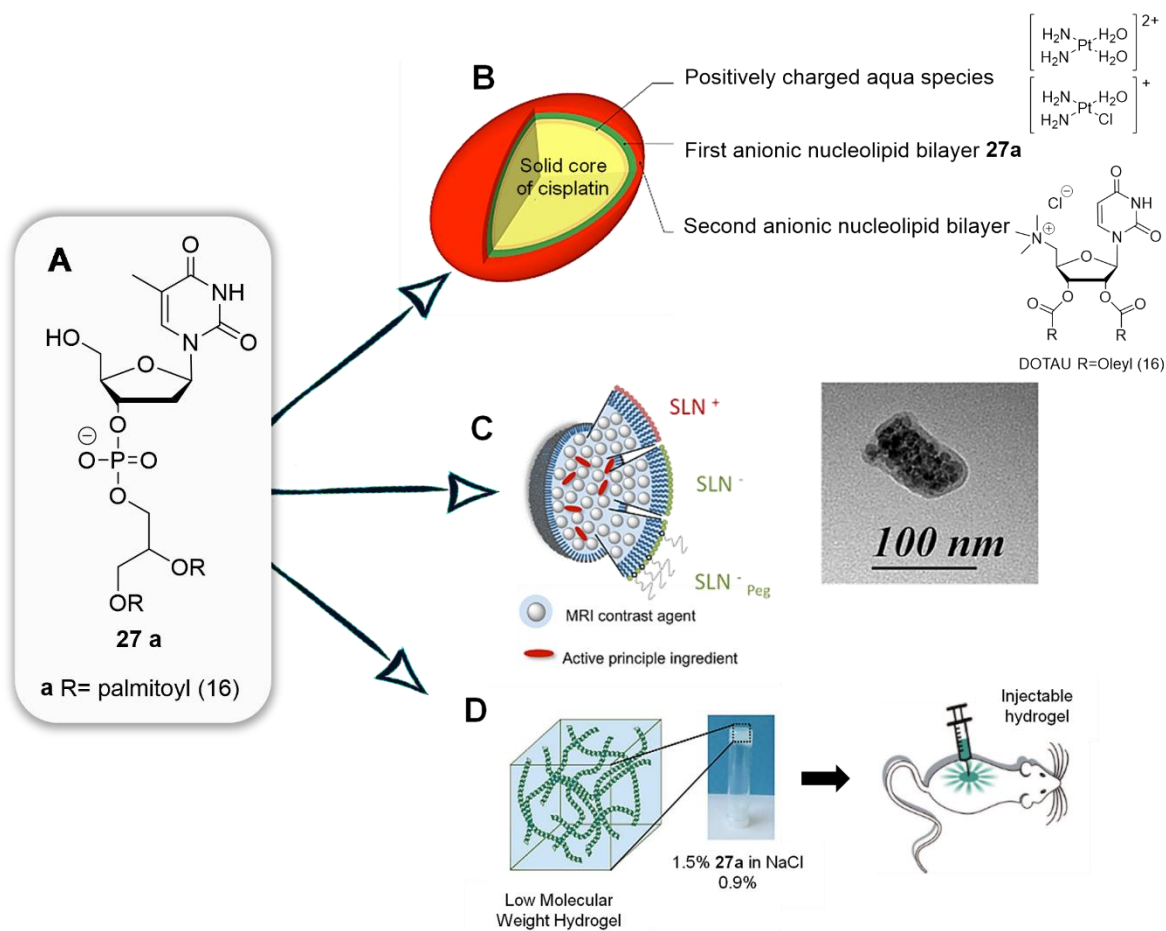 A
HO
O
NH
N
O
O
O
⊖
O-P=O
O
OR
OR
27 a
a R= palmitoyl (16)
B
Solid core
of cisplatin
Positively charged aqua species
First anionic nucleolipid bilayer 27a
Second anionic nucleolipid bilayer
H2N H2O 2+
Pt
H2N H2O
H2N H2O +
Pt
H2N Cl
Cl⊖
O
NH
N
O
N
⊕
O
O
O
O
O
R
R
DOTAU R=Oleyl (16)
C
SLN +
SLN -
SLN - Peg
MRI contrast agent
Active principle ingredient
100 nm
D
Low Molecular
Weight Hydrogel
1.5% 27a in NaCl
0.9%
Injectable
hydrogel